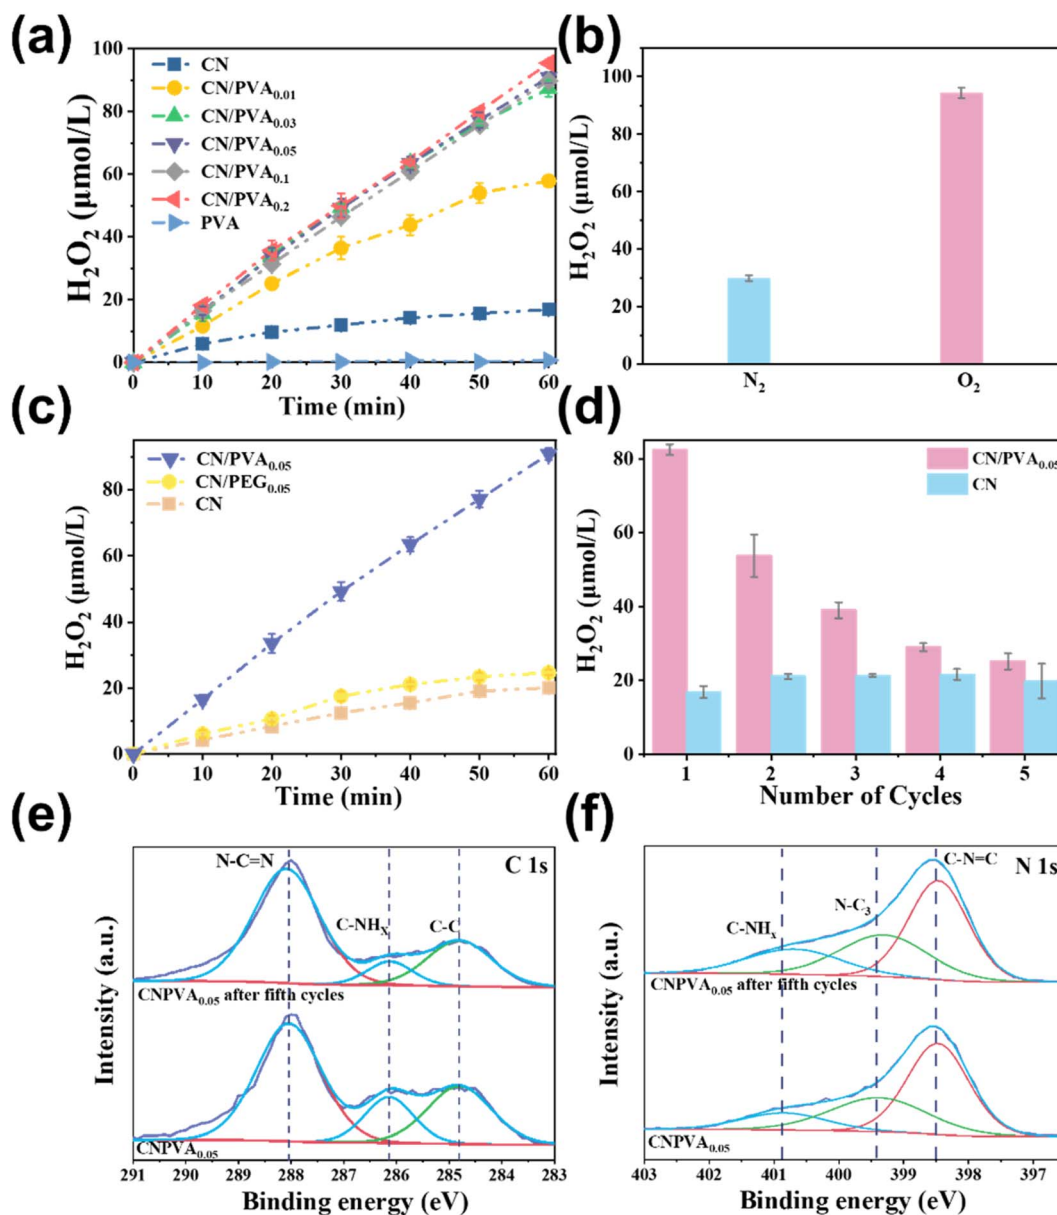 (a)
H₂O₂ (μmol/L)
100
80
60
40
20
0
CN
CN/PVA₀.₀₁
CN/PVA₀.₀₃
CN/PVA₀.₀₅
CN/PVA₀.₁
CN/PVA₀.₂
PVA
0 10 20 30 40 50 60
Time (min)
(b)
H₂O₂ (μmol/L)
100
80
60
40
20
0
N₂ O₂
(c)
H₂O₂ (μmol/L)
80
60
40
20
0
CN/PVA₀.₀₅
CN/PEG₀.₀₅
CN
0 10 20 30 40 50 60
Time (min)
(d)
H₂O₂ (μmol/L)
80
60
40
20
0
CN/PVA₀.₀₅
CN
1 2 3 4 5
Number of Cycles
(e)
Intensity (a.u.)
C 1s
N-C=N
C-NHₓ
C-C
CNPVA₀.₀₅ after fifth cycles
CNPVA₀.₀₅
291 290 289 288 287 286 285 284 283
Binding energy (eV)
(f)
Intensity (a.u.)
N 1s
C-N=C
N-C₃
C-NHₓ
CNPVA₀.₀₅ after fifth cycles
CNPVA₀.₀₅
403 402 401 400 399 398 397
Binding energy (eV)